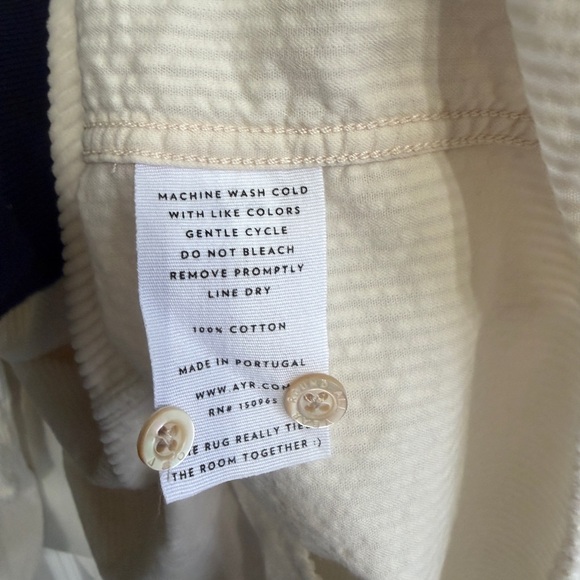 MACHINE WASH COLD
WITH LIKE COLORS
GENTLE CYCLE
DO NOT BLEACH
REMOVE PROMPTLY
LINE DRY
100% COTTON
MADE IN PORTUGAL
WWW.AYR.COM
RN# 150965
RUG REALLY
THE ROOM TOGETHER :)